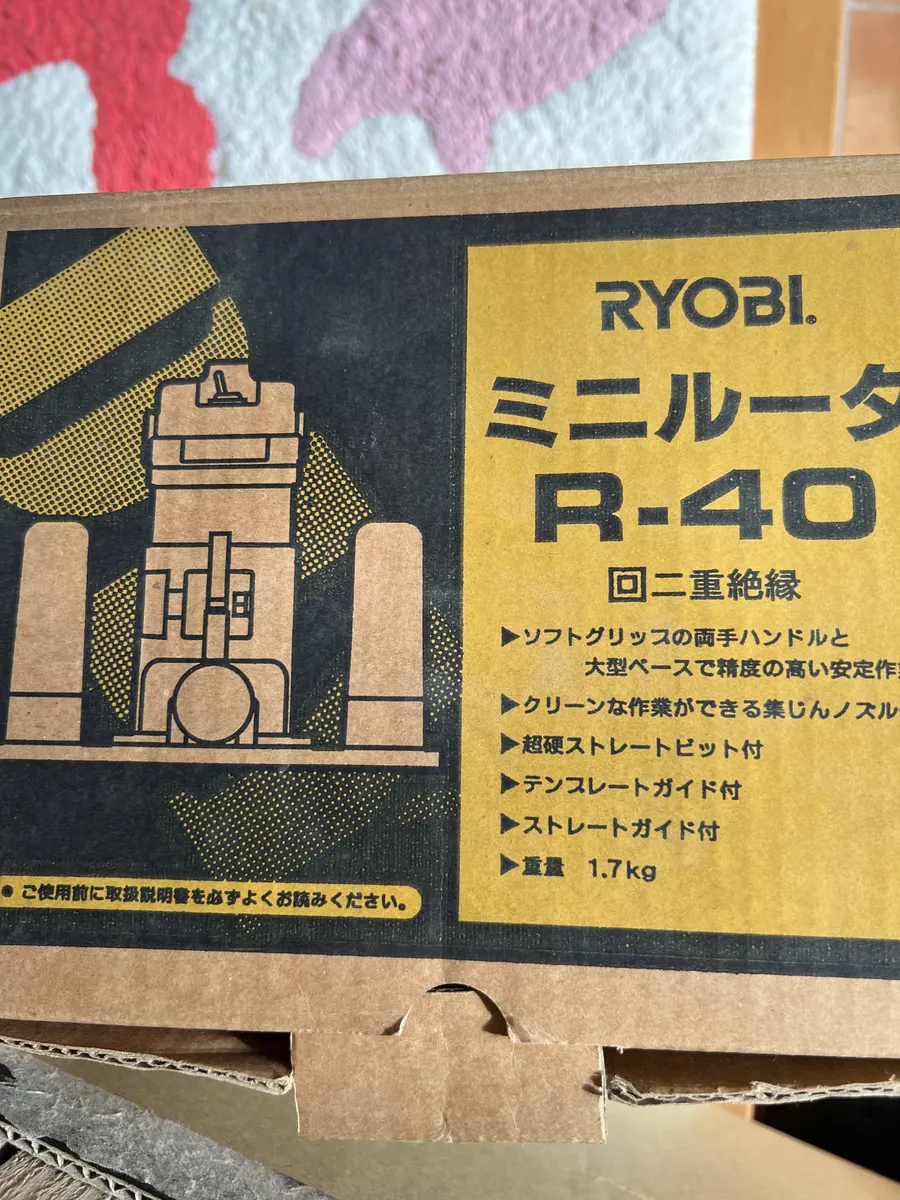 RYOBI®
ミニルータ
R-40
回二重絶縁
▶ソフトグリップの両手ハンドルと
大型ベースで精度の高い安定作業
▶クリーンな作業ができる集じんノズル
▶超硬ストレートビット付
▶テンプレートガイド付
▶ストレートガイド付
▶重量 1.7kg
● ご使用前に取扱説明書を必ずよくお読みください。